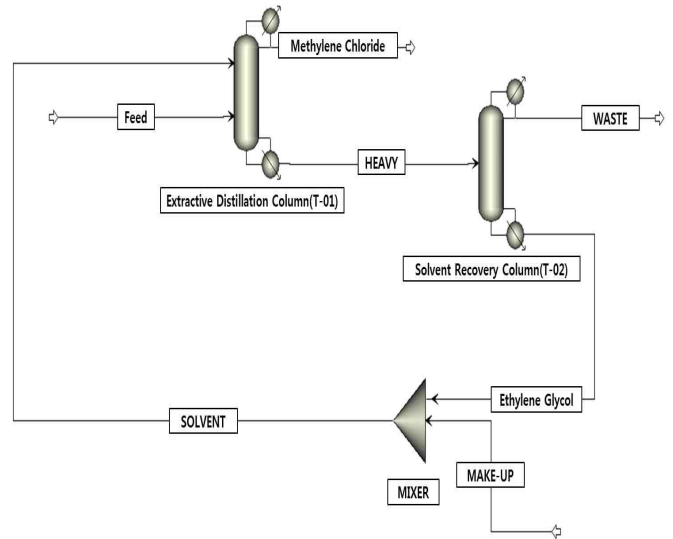 Methylene Chloride
Feed
WASTE
HEAVY
Extractive Distillation Column(T-01)
Solvent Recovery Column(T-02)
Ethylene Glycol
SOLVENT
MAKE-UP
MIXER